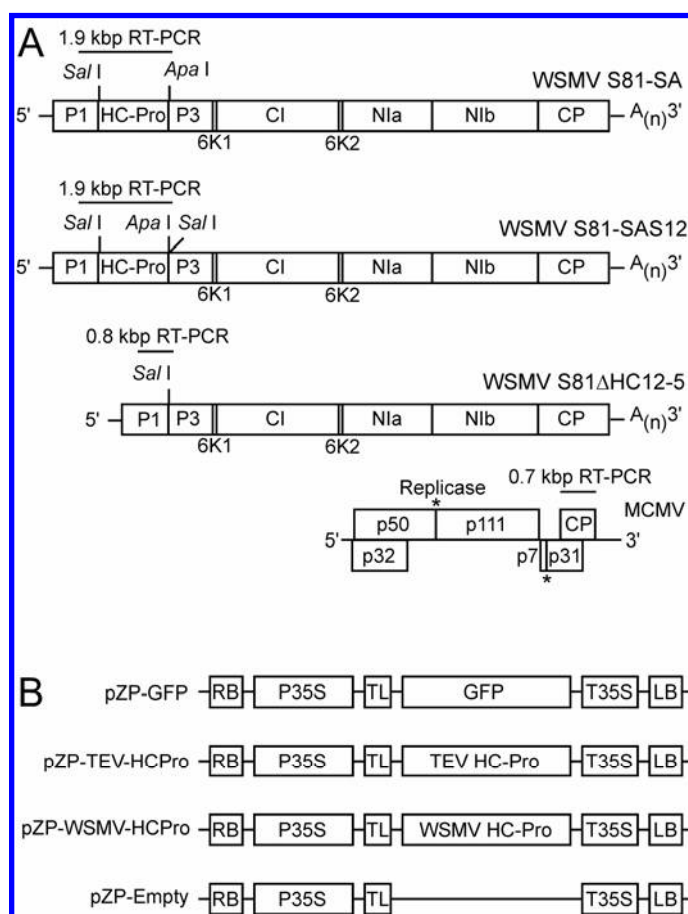 A
1.9 kbp RT-PCR
Sal I Apa I
WSMV S81-SA
5' P1 HC-Pro P3 CI NIa NIb CP A(n)3'
6K1 6K2
1.9 kbp RT-PCR
Sal I Apa I Sal I
WSMV S81-SAS12
5' P1 HC-Pro P3 CI NIa NIb CP A(n)3'
6K1 6K2
0.8 kbp RT-PCR
Sal I
WSMV S81ΔHC12-5
5' P1 P3 CI NIa NIb CP A(n)3'
6K1 6K2
0.7 kbp RT-PCR
Replicase
* MCMV
p50 p111 CP
5' 3'
p32 p7 p31
*
B
pZP-GFP RB P35S TL GFP T35S LB
pZP-TEV-HCPro RB P35S TL TEV HC-Pro T35S LB
pZP-WSMV-HCPro RB P35S TL WSMV HC-Pro T35S LB
pZP-Empty RB P35S TL T35S LB